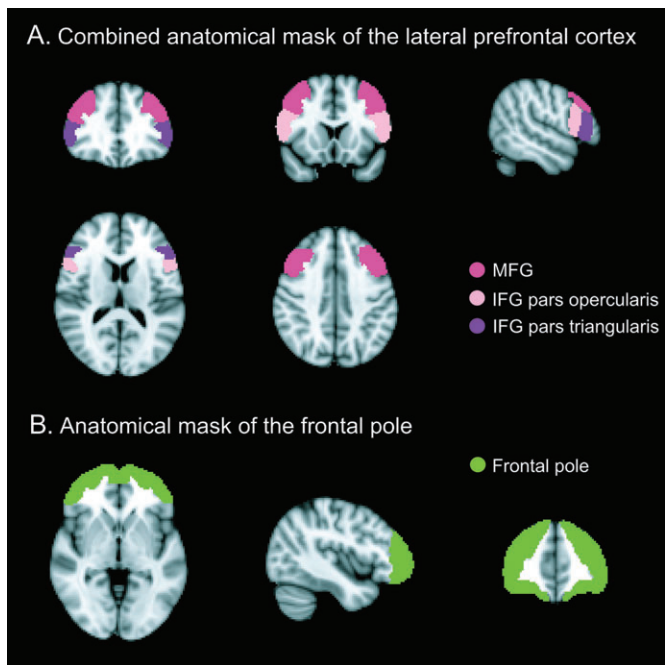 A. Combined anatomical mask of the lateral prefrontal cortex
MFG
IFG pars opercularis
IFG pars triangularis
B. Anatomical mask of the frontal pole
Frontal pole